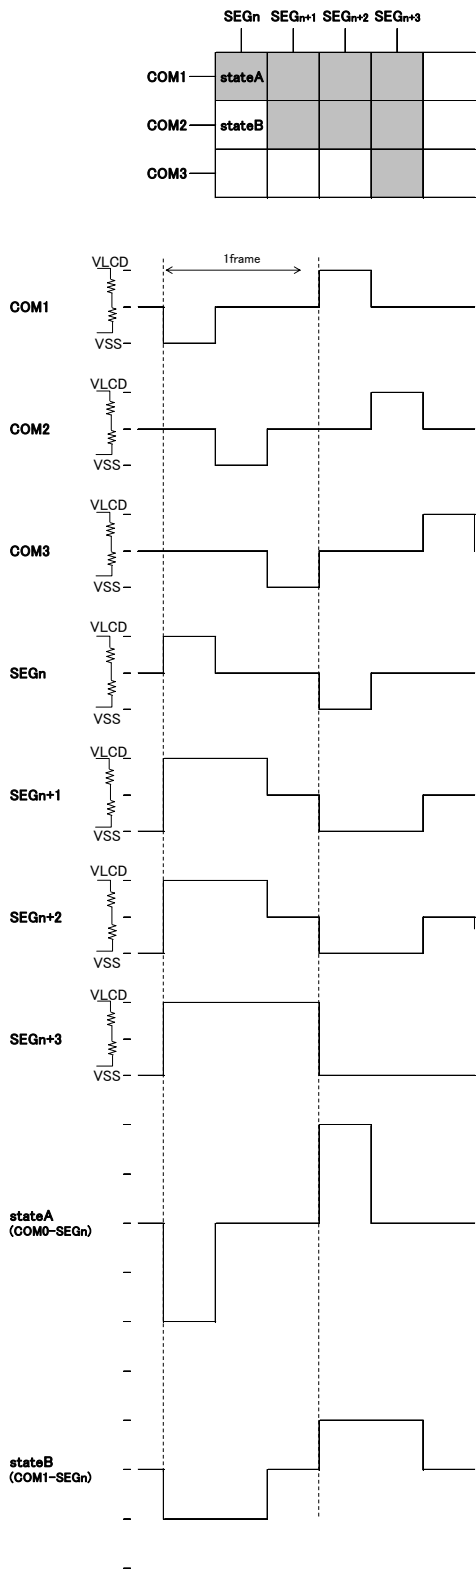 SEGn SEGn+1 SEGn+2 SEGn+3
COM1 stateA
COM2 stateB
COM3
1frame
VLCD
COM1
VSS
VLCD
COM2
VSS
VLCD
COM3
VSS
VLCD
SEGn
VSS
VLCD
SEGn+1
VSS
VLCD
SEGn+2
VSS
VLCD
SEGn+3
VSS
stateA
(COM0-SEGn)
stateB
(COM1-SEGn)